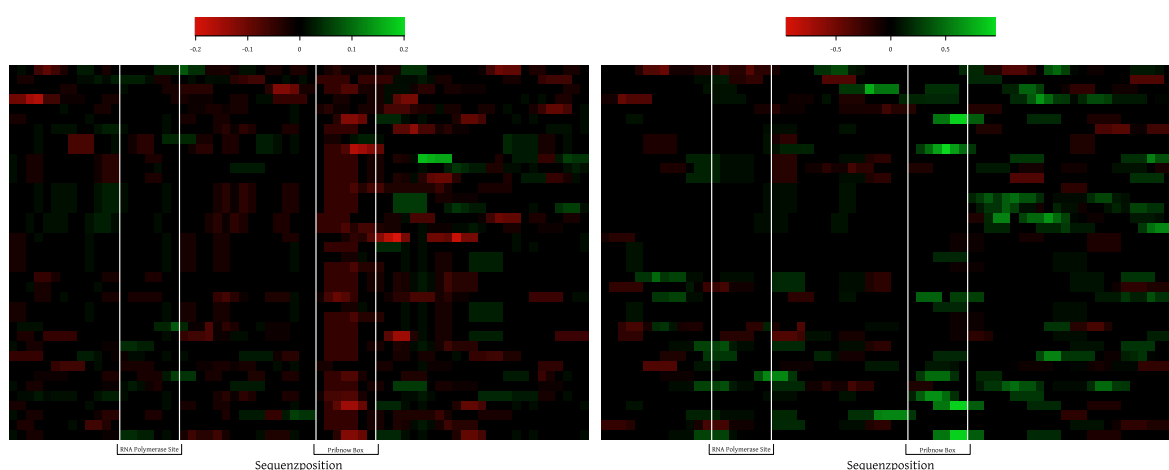 -0.2 -0.1 0 0.1 0.2
-0.5 0 0.5
RNA Polymerase Site Pribnow Box
Sequenzposition
RNA Polymerase Site Pribnow Box
Sequenzposition